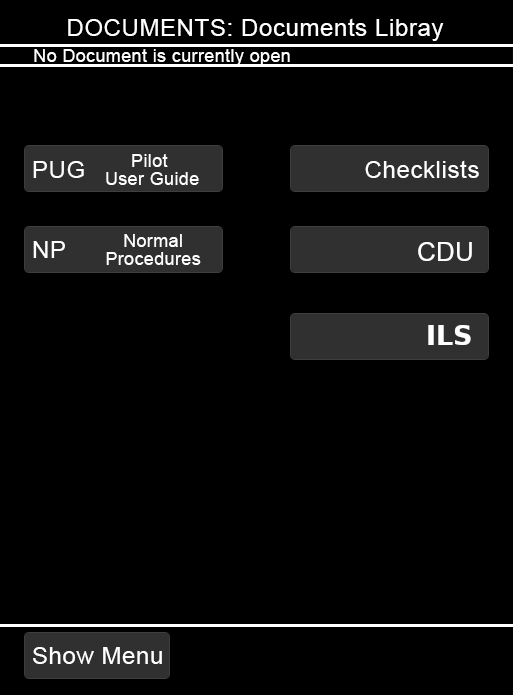 DOCUMENTS: Documents Libray
No Document is currently open
PUG
Pilot
User Guide
Checklists
NP
Normal
Procedures
CDU
ILS
Show Menu